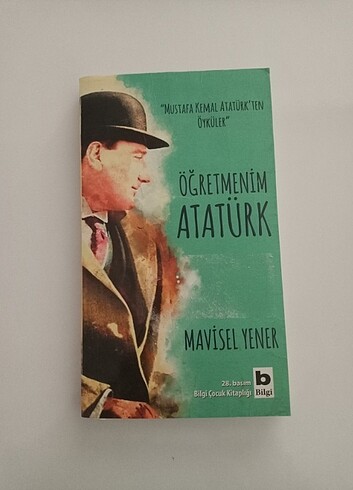 "MUSTAFA KEMAL ATATÜRK'TEN
ÖYKÜLER"
ÖĞRETMENİM
ATATÜRK
MAVİSEL YENER
28. basım
Bilgi Çocuk Kitaplığı
b
Bilgi